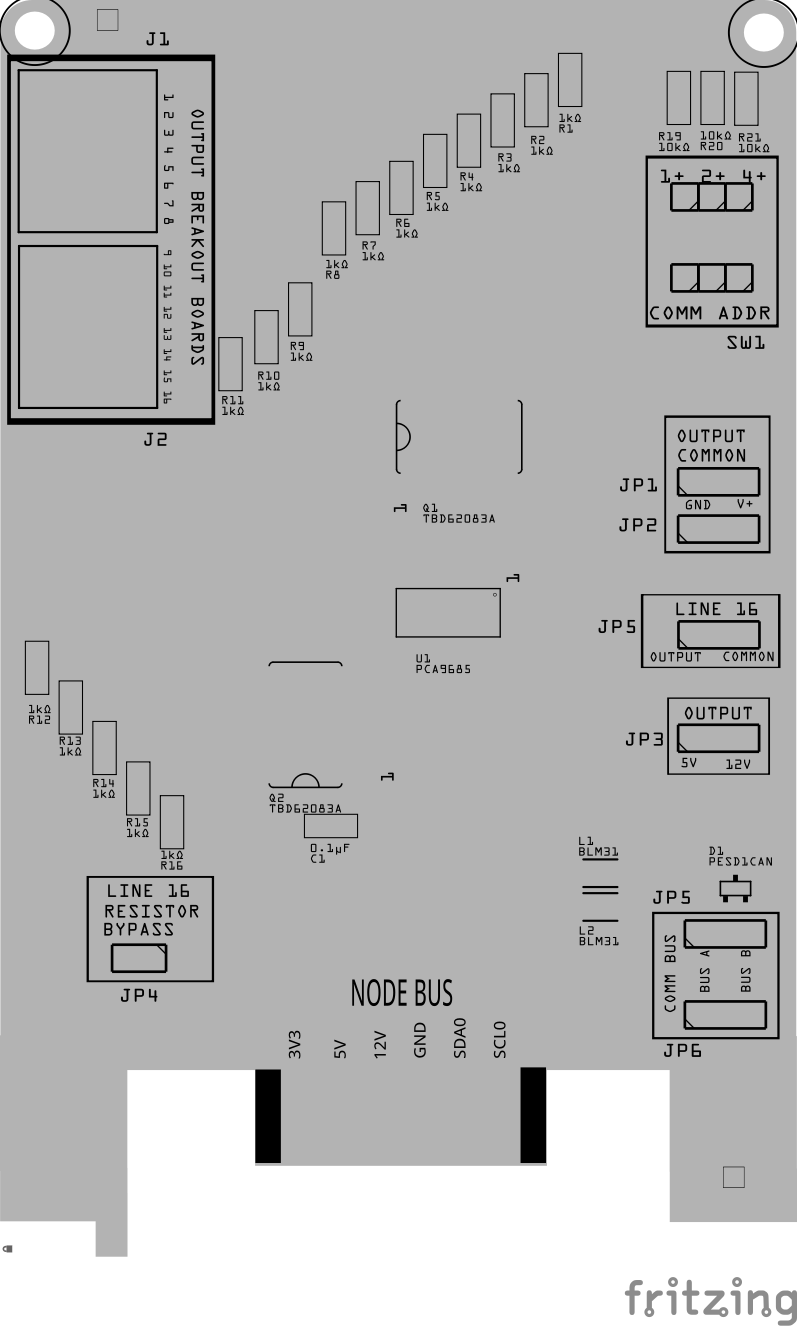 J1
1
2
3
4
5
6
7
8
9
10
11
12
13
14
15
16
OUTPUT BREAKOUT BOARDS
J2
1kΩ
R1
R2
1kΩ
R3
1kΩ
R4
1kΩ
R5
1kΩ
R6
1kΩ
R7
1kΩ
1kΩ
R8
R9
1kΩ
R10
1kΩ
R11
1kΩ
R19
10kΩ
10kΩ
R20
R21
10kΩ
1+ 2+ 4+
COMM ADDR
SW1
OUTPUT
COMMON
JP1
GND V+
JP2
1
Q1
TBD62083A
1
U1
PCA9685
LINE 16
JP5
OUTPUT COMMON
OUTPUT
JP3
5V 12V
1kΩ
R12
R13
1kΩ
R14
1kΩ
R15
1kΩ
1kΩ
R16
1
Q2
TBD62083A
0.1µF
C1
L1
BLM31
L2
BLM31
D1
PESD1CAN
LINE 16
RESISTOR
BYPASS
JP4
JP5
COMM BUS
BUS A
BUS B
JP6
NODE BUS
3V3
5V
12V
GND
SDA0
SCL0
fritzing